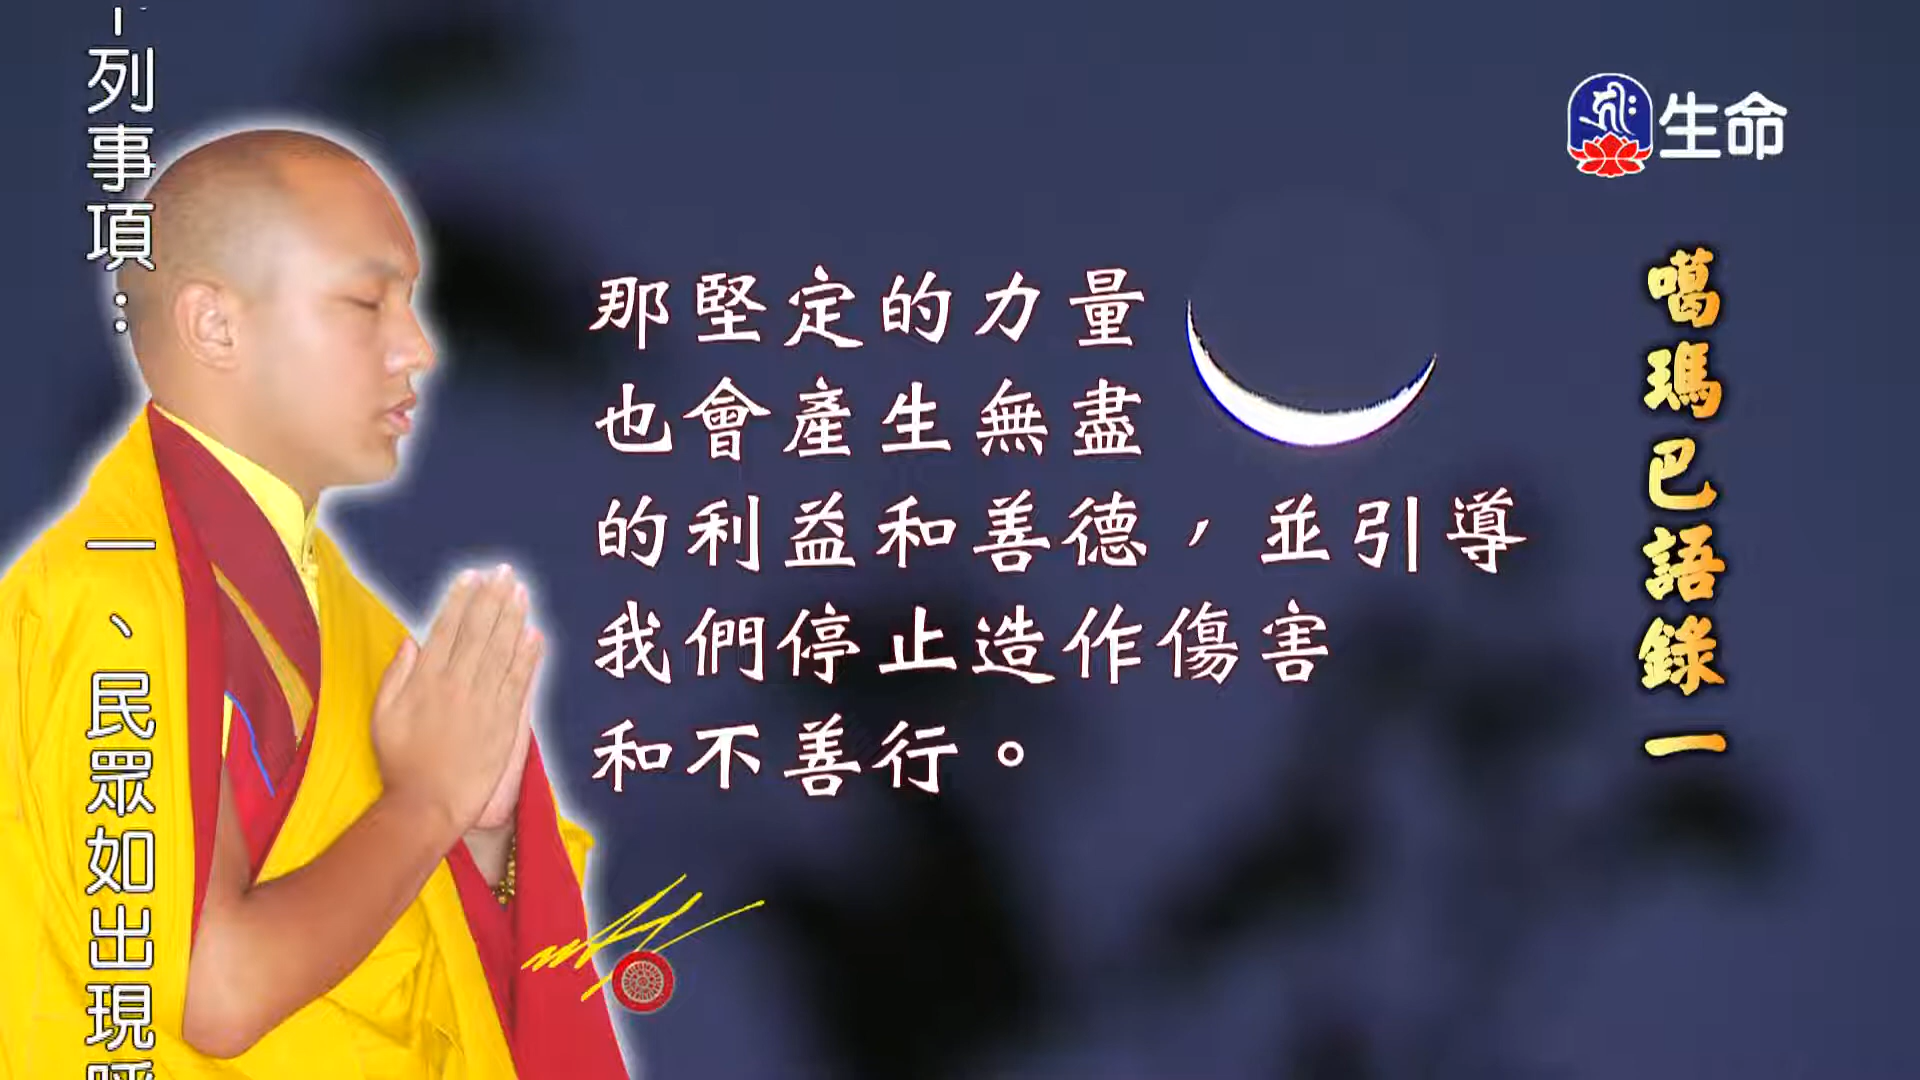 列事項：
一、民眾如出現
生命
噶瑪巴語錄一
那堅定的力量
也會產生無盡
的利益和善德，並引導
我們停止造作傷害
和不善行。